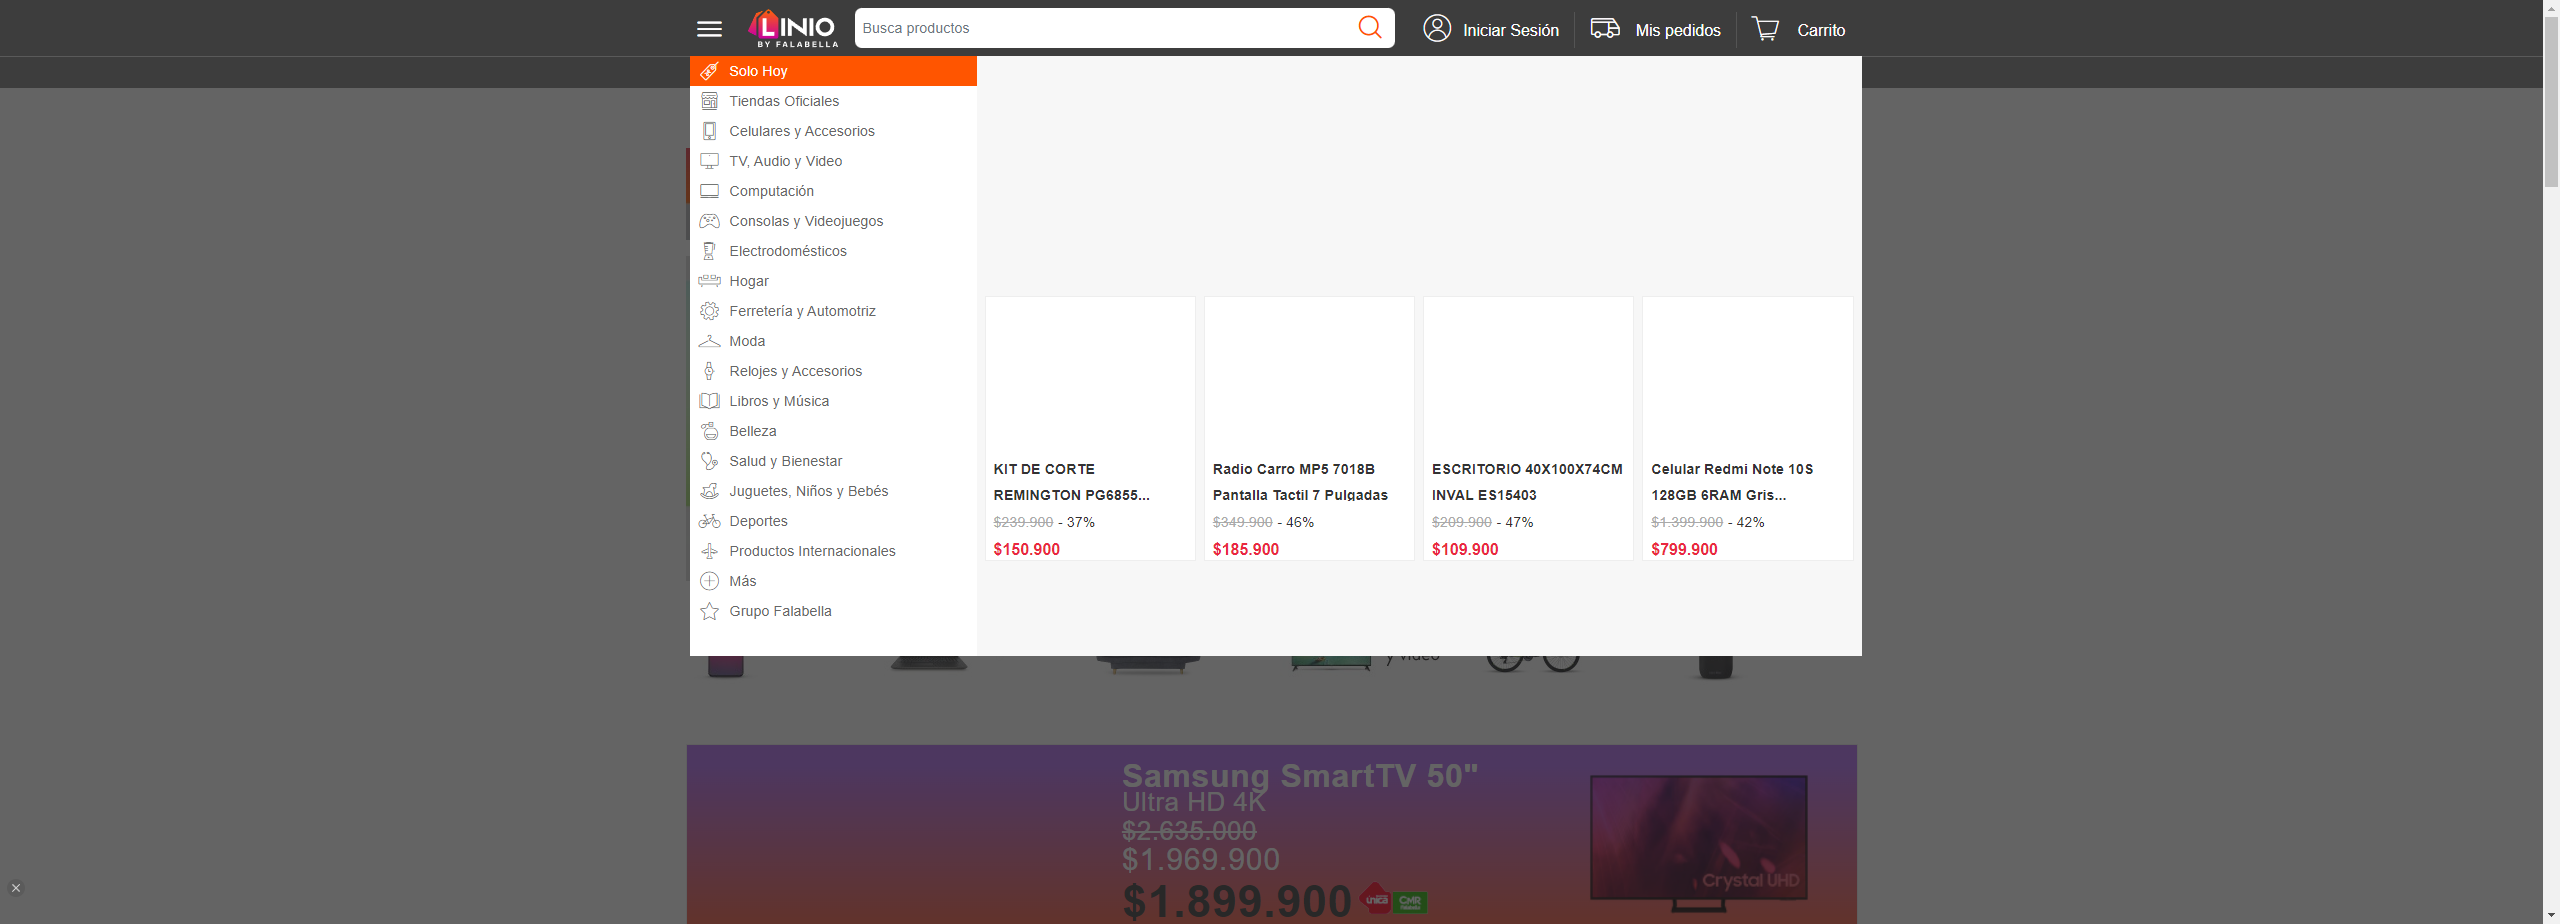 LINIO
BY FALABELLA
Busca productos
Iniciar Sesión
Mis pedidos
Carrito
Solo Hoy
Tiendas Oficiales
Celulares y Accesorios
TV, Audio y Video
Computación
Consolas y Videojuegos
Electrodomésticos
Hogar
Ferretería y Automotriz
Moda
Relojes y Accesorios
Libros y Música
Belleza
Salud y Bienestar
Juguetes, Niños y Bebés
Deportes
Productos Internacionales
Más
Grupo Falabella
KIT DE CORTE
REMINGTON PG6855...
$239.900 - 37%
$150.900
Radio Carro MP5 7018B
Pantalla Tactil 7 Pulgadas
$349.900 - 46%
$185.900
ESCRITORIO 40X100X74CM
INVAL ES15403
$209.900 - 47%
$109.900
Celular Redmi Note 10S
128GB 6RAM Gris...
$1.399.900 - 42%
$799.900
y video
Samsung SmartTV 50"
Ultra HD 4K
$2.635.000
$1.969.900
$1.899.900
única
CMR
Crystal UHD